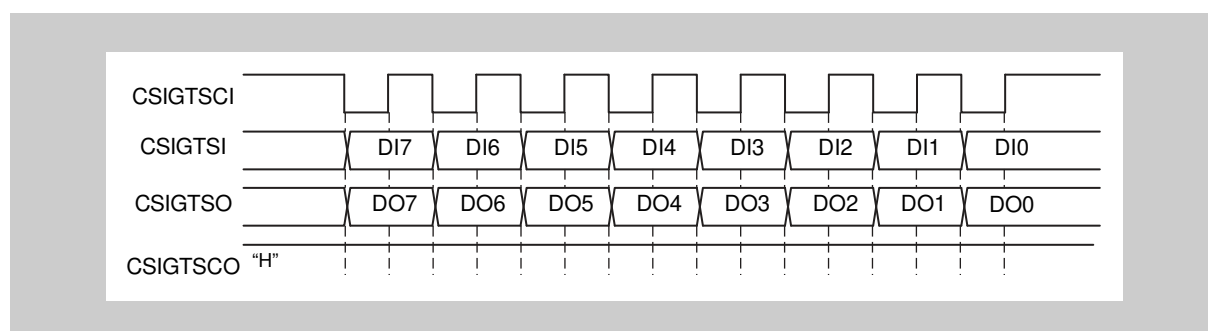 CSIGTSCI
CSIGTSI DI7 DI6 DI5 DI4 DI3 DI2 DI1 DI0
CSIGTSO DO7 DO6 DO5 DO4 DO3 DO2 DO1 DO0
CSIGTSCO “H”